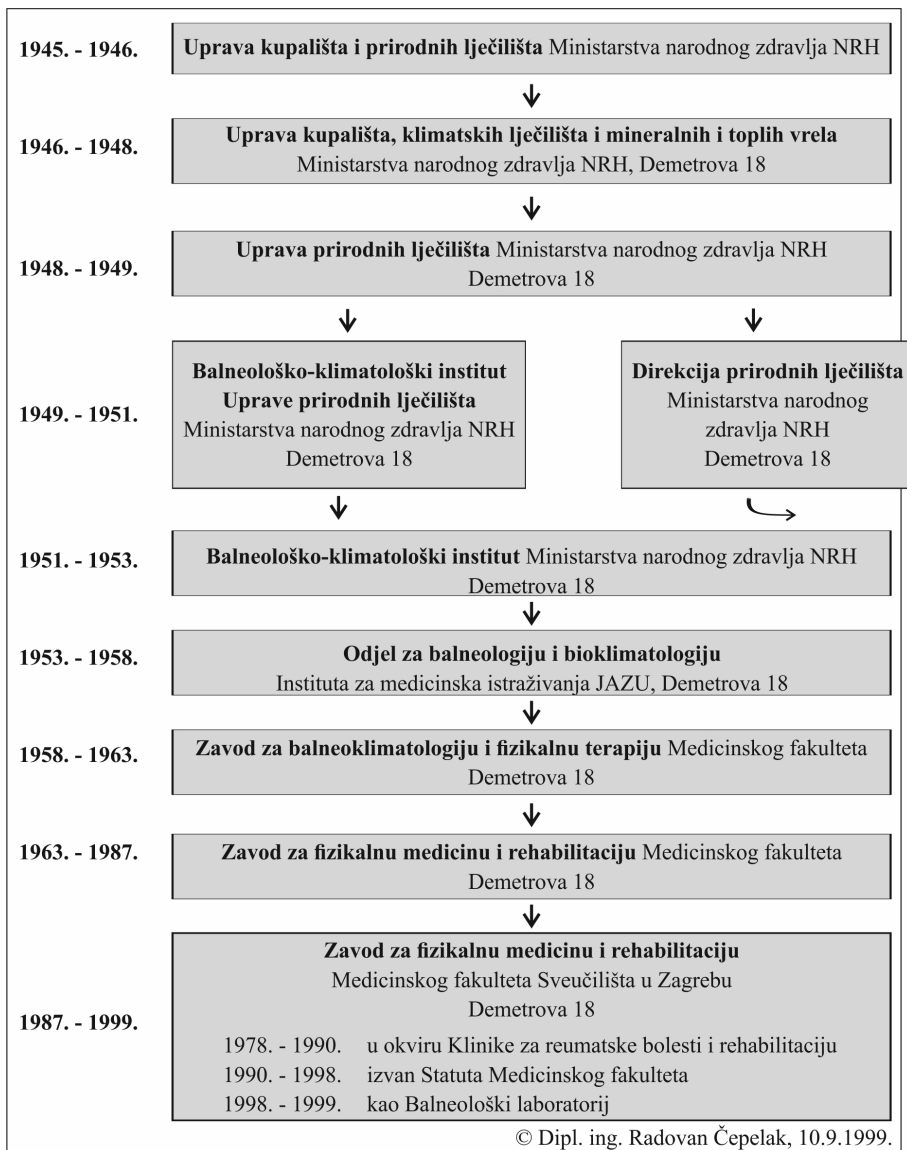 1945. - 1946.
Uprava kupališta i prirodnih lječilišta Ministarstva narodnog zdravlja NRH
1946. - 1948.
Uprava kupališta, klimatskih lječilišta i mineralnih i toplih vrela
Ministarstva narodnog zdravlja NRH, Demetrova 18
1948. - 1949.
Uprava prirodnih lječilišta Ministarstva narodnog zdravlja NRH
Demetrova 18
1949. - 1951.
Balneološko-klimatološki institut
Uprave prirodnih lječilišta
Ministarstva narodnog zdravlja NRH
Demetrova 18
Direkcija prirodnih lječilišta
Ministarstva narodnog
zdravlja NRH
Demetrova 18
1951. - 1953.
Balneološko-klimatološki institut Ministarstva narodnog zdravlja NRH
Demetrova 18
1953. - 1958.
Odjel za balneologiju i bioklimatologiju
Instituta za medicinska istraživanja JAZU, Demetrova 18
1958. - 1963.
Zavod za balneoklimatologiju i fizikalnu terapiju Medicinskog fakulteta
Demetrova 18
1963. - 1987.
Zavod za fizikalnu medicinu i rehabilitaciju Medicinskog fakulteta
Demetrova 18
1987. - 1999.
Zavod za fizikalnu medicinu i rehabilitaciju
Medicinskog fakulteta Sveučilišta u Zagrebu
Demetrova 18
1978. - 1990. u okviru Klinike za reumatske bolesti i rehabilitaciju
1990. - 1998. izvan Statuta Medicinskog fakulteta
1998. - 1999. kao Balneološki laboratorij
© Dipl. ing. Radovan Čepelak, 10.9.1999.